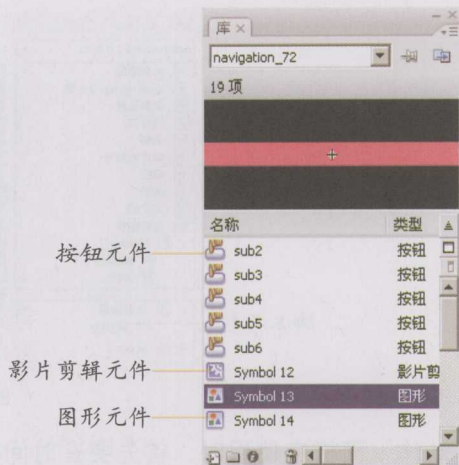 库 ×
navigation_72
19 项
名称 类型
sub2 按钮
sub3 按钮
sub4 按钮
sub5 按钮
sub6 按钮
Symbol 12 影片剪
Symbol 13 图形
Symbol 14 图形
按钮元件
影片剪辑元件
图形元件